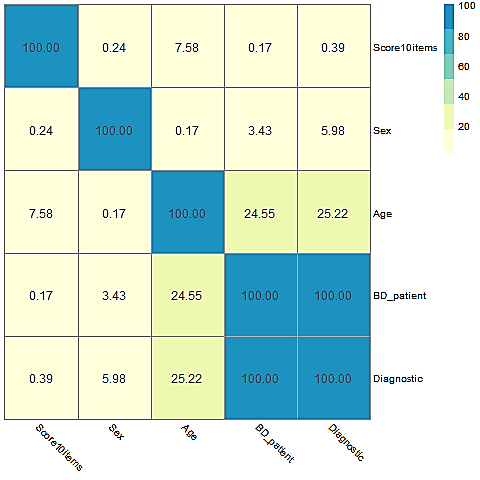 100
80
60
40
20
100.00 0.24 7.58 0.17 0.39 Score10items
0.24 100.00 0.17 3.43 5.98 Sex
7.58 0.17 100.00 24.55 25.22 Age
0.17 3.43 24.55 100.00 100.00 BD_patient
0.39 5.98 25.22 100.00 100.00 Diagnostic
Score10items Sex Age BD_patient Diagnostic